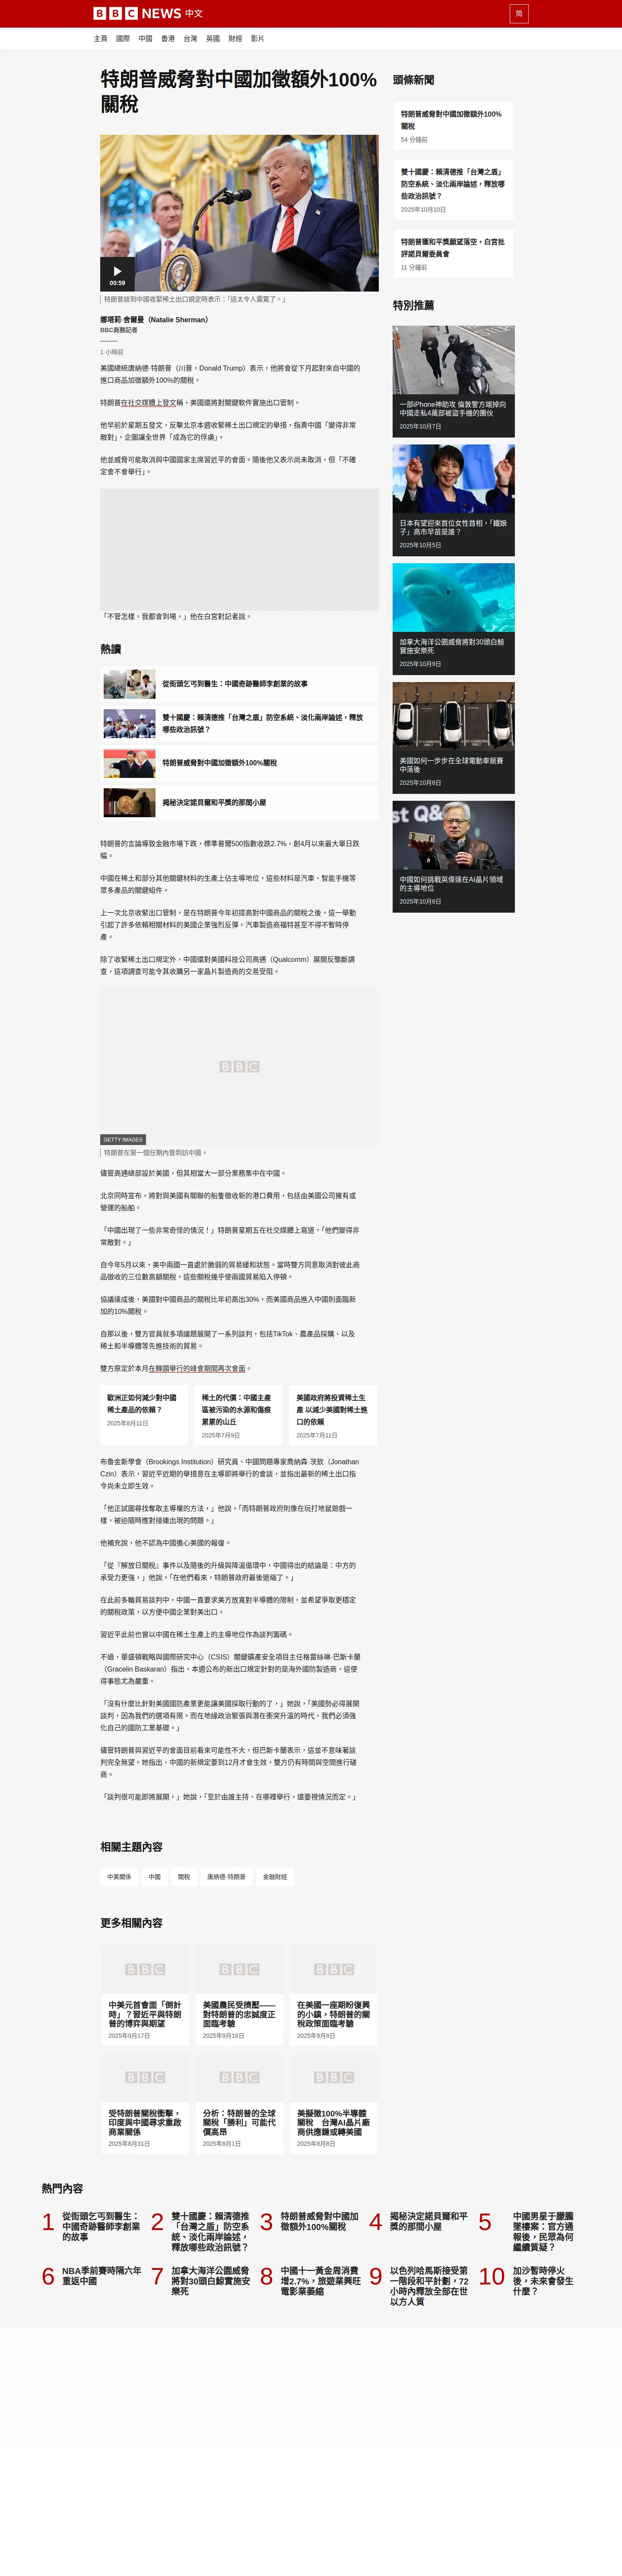 BBC NEWS 中文
简
主頁 國際 中國 香港 台灣 英國 財經 影片
特朗普威脅對中國加徵額外100%
關稅
00:59
特朗普談到中國收緊稀土出口規定時表示：「這太令人震驚了。」
娜塔莉·舍爾曼（Natalie Sherman）
BBC商務記者
1 小時前
美國總統唐納德·特朗普（川普，Donald Trump）表示，他將會從下月起對來自中國的
進口商品加徵額外100%的關稅。
特朗普在社交媒體上發文稱，美國還將對關鍵軟件實施出口管制。
他早前於星期五發文，反擊北京本週收緊稀土出口規定的舉措，指責中國「變得非常
敵對」，企圖讓全世界「成為它的俘虜」。
他並威脅可能取消與中國國家主席習近平的會面。隨後他又表示尚未取消，但「不確
定會不會舉行」。
「不管怎樣，我都會到場，」他在白宮對記者說。
熱讀
從街頭乞丐到醫生：中國奇跡醫師李創業的故事
雙十國慶：賴清德推「台灣之盾」防空系統、淡化兩岸論述，釋放
哪些政治訊號？
特朗普威脅對中國加徵額外100%關稅
揭秘決定諾貝爾和平獎的那間小屋
特朗普的言論導致金融市場下跌，標準普爾500指數收跌2.7%，創4月以來最大單日跌
幅。
中國在稀土和部分其他關鍵材料的生產上佔主導地位，這些材料是汽車、智能手機等
眾多產品的關鍵組件。
上一次北京收緊出口管制，是在特朗普今年初提高對中國商品的關稅之後，這一舉動
引起了許多依賴相關材料的美國企業強烈反彈。汽車製造商福特甚至不得不暫時停
產。
除了收緊稀土出口規定外，中國還對美國科技公司高通（Qualcomm）展開反壟斷調
查，這項調查可能令其收購另一家晶片製造商的交易受阻。
BBC
GETTY IMAGES
特朗普在第一個任期內曾到訪中國。
儘管高通總部設於美國，但其相當大一部分業務集中在中國。
北京同時宣布，將對與美國有關聯的船隻徵收新的港口費用，包括由美國公司擁有或
營運的船舶。
「中國出現了一些非常奇怪的情況！」特朗普星期五在社交媒體上寫道，「他們變得非
常敵對。」
自今年5月以來，美中兩國一直處於脆弱的貿易緩和狀態。當時雙方同意取消對彼此商
品徵收的三位數高額關稅，這些關稅幾乎使兩國貿易陷入停頓。
協議達成後，美國對中國商品的關稅比年初高出30%，而美國商品進入中國則面臨新
加的10%關稅。
自那以後，雙方官員就多項議題展開了一系列談判，包括TikTok、農產品採購、以及
稀土和半導體等先進技術的貿易。
雙方原定於本月在韓國舉行的峰會期間再次會面。
歐洲正如何減少對中國
稀土產品的依賴？
2025年8月11日
稀土的代價：中國主產
區被污染的水源和傷痕
累累的山丘
2025年7月9日
美國政府將投資稀土生
產 以減少美國對稀土進
口的依賴
2025年7月11日
布魯金斯學會（Brookings Institution）研究員、中國問題專家喬納森·茨欽（Jonathan
Czin）表示，習近平近期的舉措意在主導即將舉行的會談，並指出最新的稀土出口指
令尚未立即生效。
「他正試圖尋找奪取主導權的方法，」他說，「而特朗普政府則像在玩打地鼠遊戲一
樣，被迫隨時應對接連出現的問題。」
他補充說，他不認為中國擔心美國的報復。
「從『解放日關稅』事件以及隨後的升級與降溫循環中，中國得出的結論是：中方的
承受力更強，」他說，「在他們看來，特朗普政府最後退縮了。」
在此前多輪貿易談判中，中國一直要求美方放寬對半導體的限制，並希望爭取更穩定
的關稅政策，以方便中國企業對美出口。
習近平此前也曾以中國在稀土生產上的主導地位作為談判籌碼。
不過，華盛頓戰略與國際研究中心（CSIS）關鍵礦產安全項目主任格雷絲琳·巴斯卡蘭
（Gracelin Baskaran）指出，本週公布的新出口規定針對的是海外國防製造商，這使
得事態尤為嚴重。
「沒有什麼比針對美國國防產業更能讓美國採取行動的了，」她說，「美國勢必得展開
談判，因為我們的選項有限。而在地緣政治緊張與潛在衝突升溫的時代，我們必須強
化自己的國防工業基礎。」
儘管特朗普與習近平的會面目前看來可能性不大，但巴斯卡蘭表示，這並不意味著談
判完全無望。她指出，中國的新規定要到12月才會生效，雙方仍有時間與空間進行磋
商。
「談判很可能即將展開，」她說，「至於由誰主持、在哪裡舉行，還要視情況而定。」
相關主題內容
中美關係 中國 關稅 唐納德·特朗普 金融財經
更多相關內容
BBC
中美元首會面「倒計
時」？習近平與特朗
普的博弈與期望
2025年9月17日
BBC
美國農民受擠壓——
對特朗普的忠誠度正
面臨考驗
2025年9月16日
BBC
在美國一座期盼復興
的小鎮，特朗普的關
稅政策面臨考驗
2025年9月8日
BBC
受特朗普關稅衝擊，
印度與中國尋求重啟
商業關係
2025年8月31日
BBC
分析：特朗普的全球
關稅「勝利」可能代
價高昂
2025年8月1日
BBC
美擬徵100%半導體
關稅　台灣AI晶片廠
商供應鏈或轉美國
2025年8月8日
頭條新聞
特朗普威脅對中國加徵額外100%
關稅
54 分鐘前
雙十國慶：賴清德推「台灣之盾」
防空系統、淡化兩岸論述，釋放哪
些政治訊號？
2025年10月10日
特朗普獲和平獎願望落空，白宮批
評諾貝爾委員會
11 分鐘前
特別推薦
一部iPhone神助攻 倫敦警方端掉向
中國走私4萬部被盜手機的團伙
2025年10月7日
日本有望迎來首位女性首相，「鐵娘
子」高市早苗是誰？
2025年10月5日
加拿大海洋公園威脅將對30頭白鯨
實施安樂死
2025年10月9日
美國如何一步步在全球電動車競賽
中落後
2025年10月6日
中國如何挑戰英偉達在AI晶片領域
的主導地位
2025年10月6日
熱門內容
1 從街頭乞丐到醫生：
中國奇跡醫師李創業
的故事
2 雙十國慶：賴清德推
「台灣之盾」防空系
統、淡化兩岸論述，
釋放哪些政治訊號？
3 特朗普威脅對中國加
徵額外100%關稅
4 揭秘決定諾貝爾和平
獎的那間小屋
5 中國男星于朦朧
墜樓案：官方通
報後，民眾為何
繼續質疑？
6 NBA季前賽時隔六年
重返中國
7 加拿大海洋公園威脅
將對30頭白鯨實施安
樂死
8 中國十一黃金周消費
增2.7%，旅遊業興旺
電影業萎縮
9 以色列哈馬斯接受第
一階段和平計劃，72
小時內釋放全部在世
以方人質
10 加沙暫時停火
後，未來會發生
什麼？